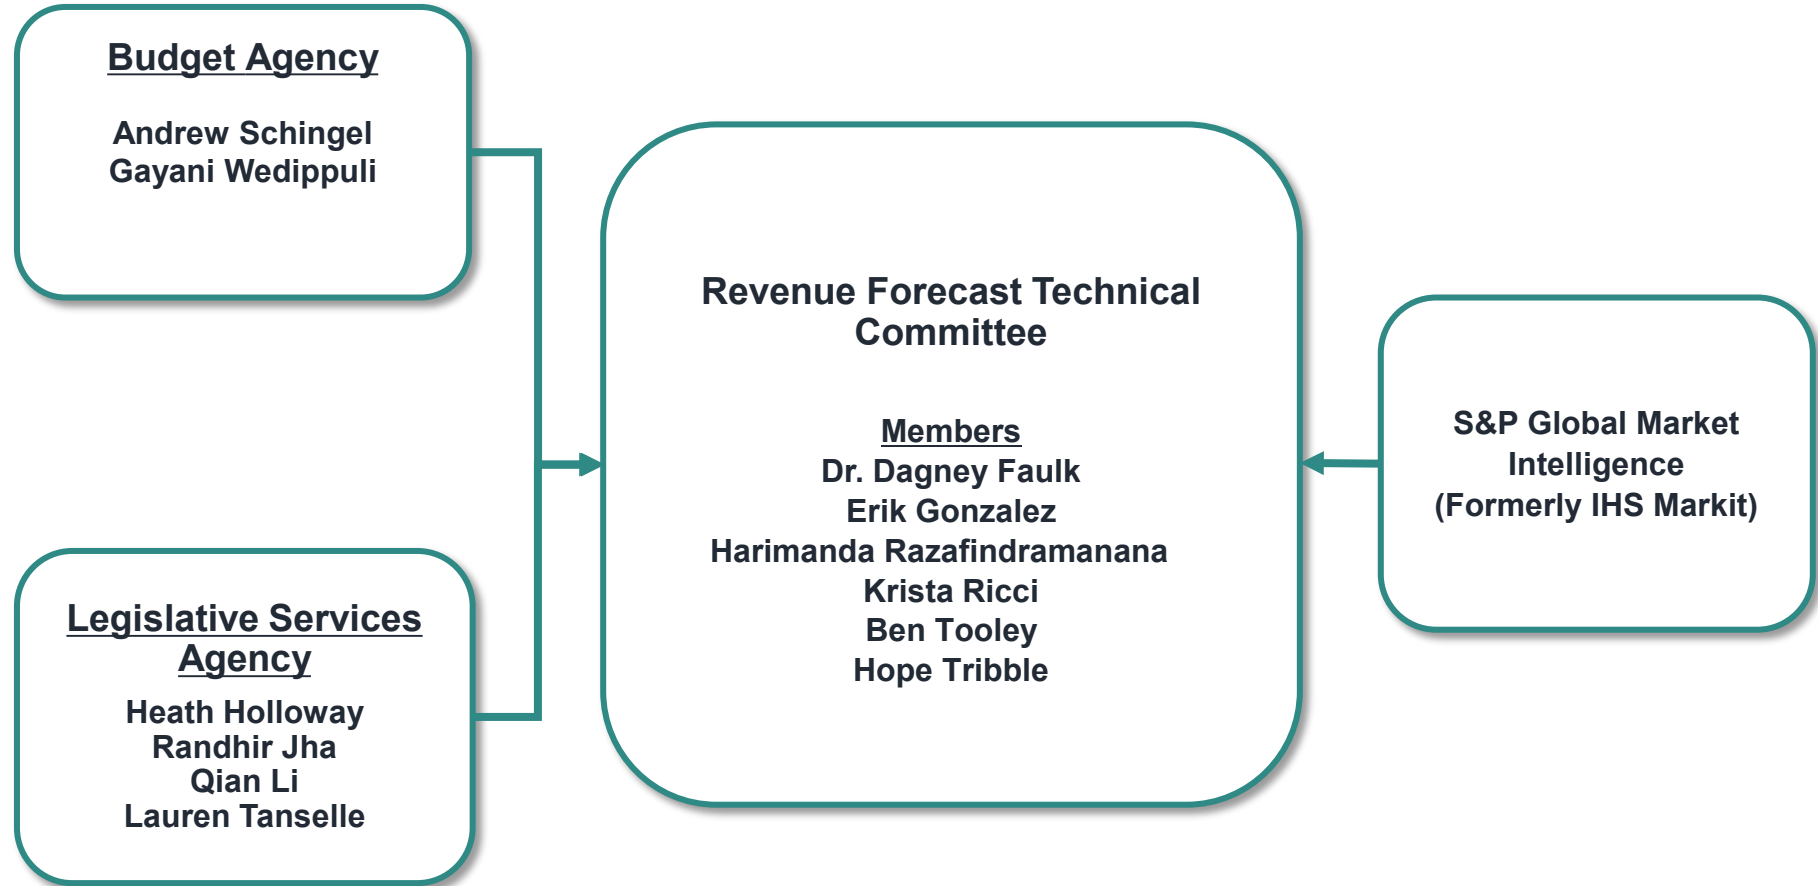 Budget Agency
Andrew Schingel
Gayani Wedippuli
Legislative Services
Agency
Heath Holloway
Randhir Jha
Qian Li
Lauren Tanselle
Revenue Forecast Technical
Committee
Members
Dr. Dagney Faulk
Erik Gonzalez
Harimanda Razafindramanana
Krista Ricci
Ben Tooley
Hope Tribble
S&P Global Market
Intelligence
(Formerly IHS Markit)